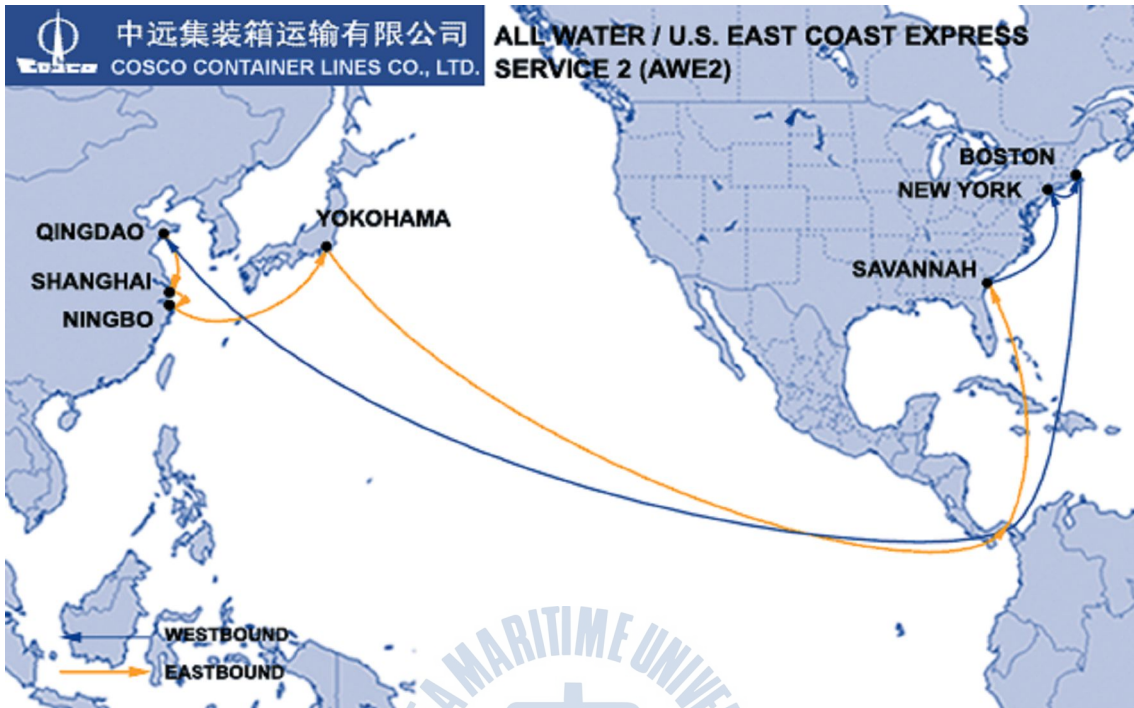 中远集装箱运输有限公司
COSCO CONTAINER LINES CO., LTD.
COSCO
ALL WATER / U.S. EAST COAST EXPRESS
SERVICE 2 (AWE2)
BOSTON
NEW YORK
YOKOHAMA
QINGDAO
SAVANNAH
SHANGHAI
NINGBO
WESTBOUND
EASTBOUND
MARITIME